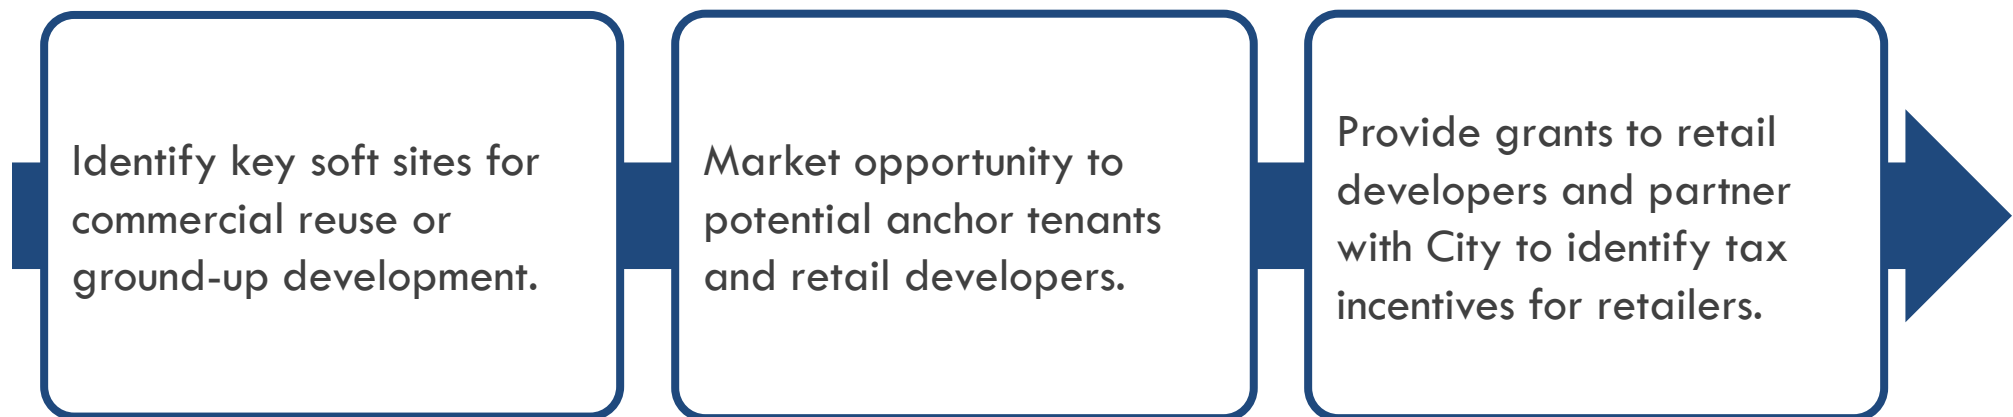 Identify key soft sites for
commercial reuse or
ground-up development.
Market opportunity to
potential anchor tenants
and retail developers.
Provide grants to retail
developers and partner
with City to identify tax
incentives for retailers.